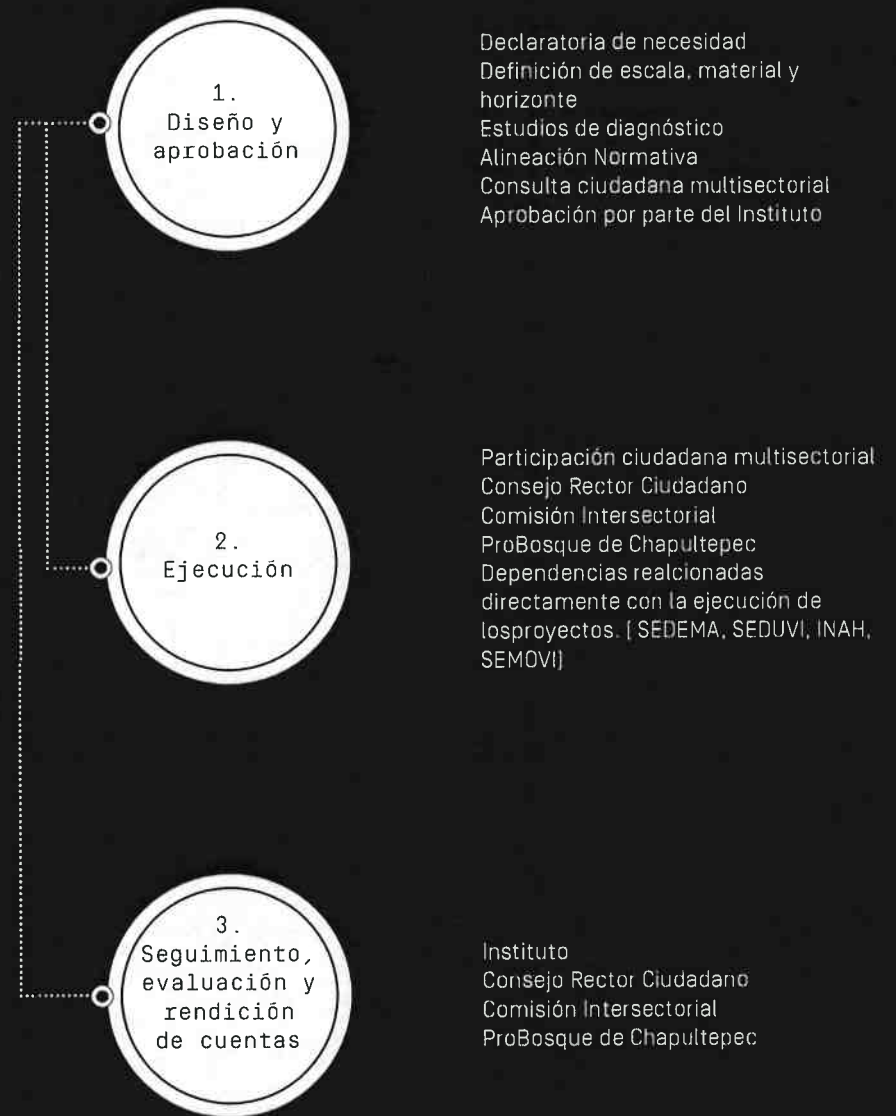 1.
Diseño y
aprobación
Declaratoria de necesidad
Definición de escala, material y
horizonte
Estudios de diagnóstico
Alineación Normativa
Consulta ciudadana multisectorial
Aprobación por parte del Instituto
2.
Ejecución
Participación ciudadana multisectorial
Consejo Rector Ciudadano
Comisión Intersectorial
ProBosque de Chapultepec
Dependencias realcionadas
directamente con la ejecución de
losproyectos. [ SEDEMA, SEDUVI, INAH,
SEMOVI]
3.
Seguimiento,
evaluación y
rendición
de cuentas
Instituto
Consejo Rector Ciudadano
Comisión Intersectorial
ProBosque de Chapultepec